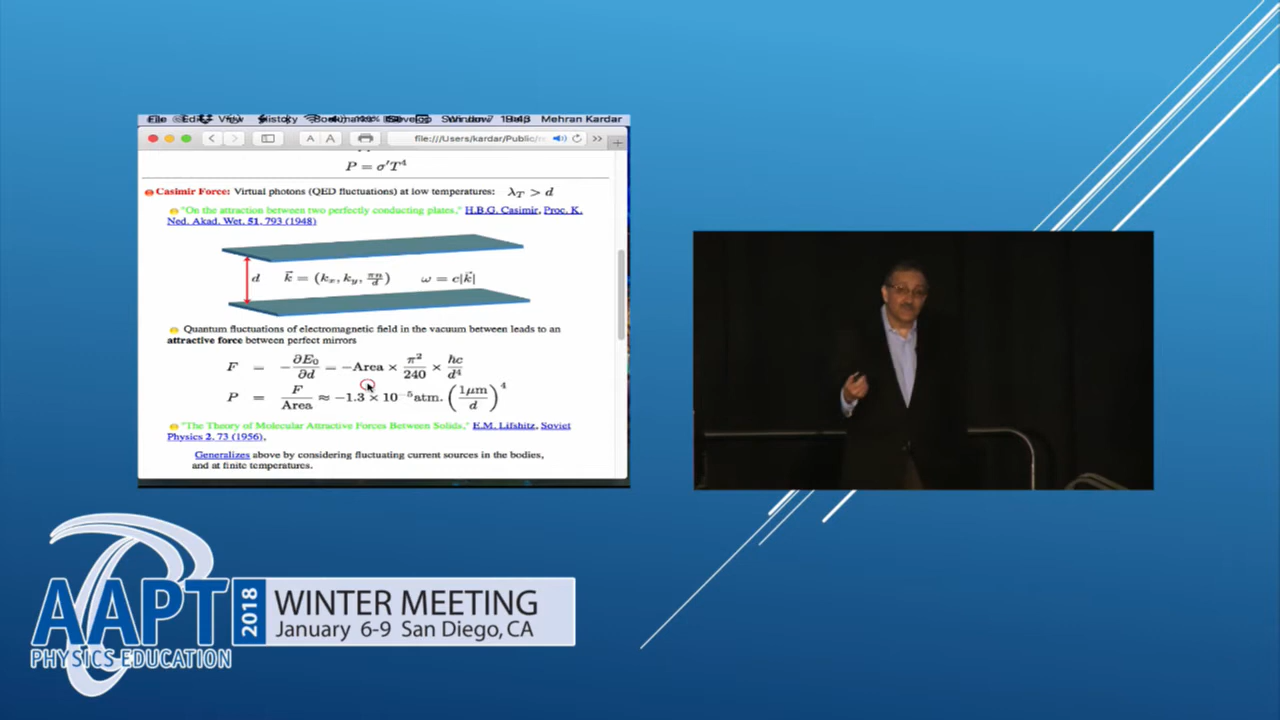 Mehran Kardar
file:///Users/kardar/Public/
P = σ′T⁴
Casimir Force: Virtual photons (QED fluctuations) at low temperatures: λ_T > d
"On the attraction between two perfectly conducting plates," H.B.G. Casimir, Proc. K.
Ned. Akad. Wet. 51, 793 (1948)
d k⃗ = (kₓ, k_y, πn/d) ω = c|k⃗|
Quantum fluctuations of electromagnetic field in the vacuum between leads to an
attractive force between perfect mirrors
F = −∂E₀/∂d = −Area × π²/240 × ħc/d⁴
P = F/Area ≈ −1.3 × 10⁻⁵atm. (1μm/d)⁴
"The Theory of Molecular Attractive Forces Between Solids," E.M. Lifshitz, Soviet
Physics 2, 73 (1956),
Generalizes above by considering fluctuating current sources in the bodies,
and at finite temperatures.
AAPT
PHYSICS EDUCATION
2018
WINTER MEETING
January 6-9 San Diego, CA